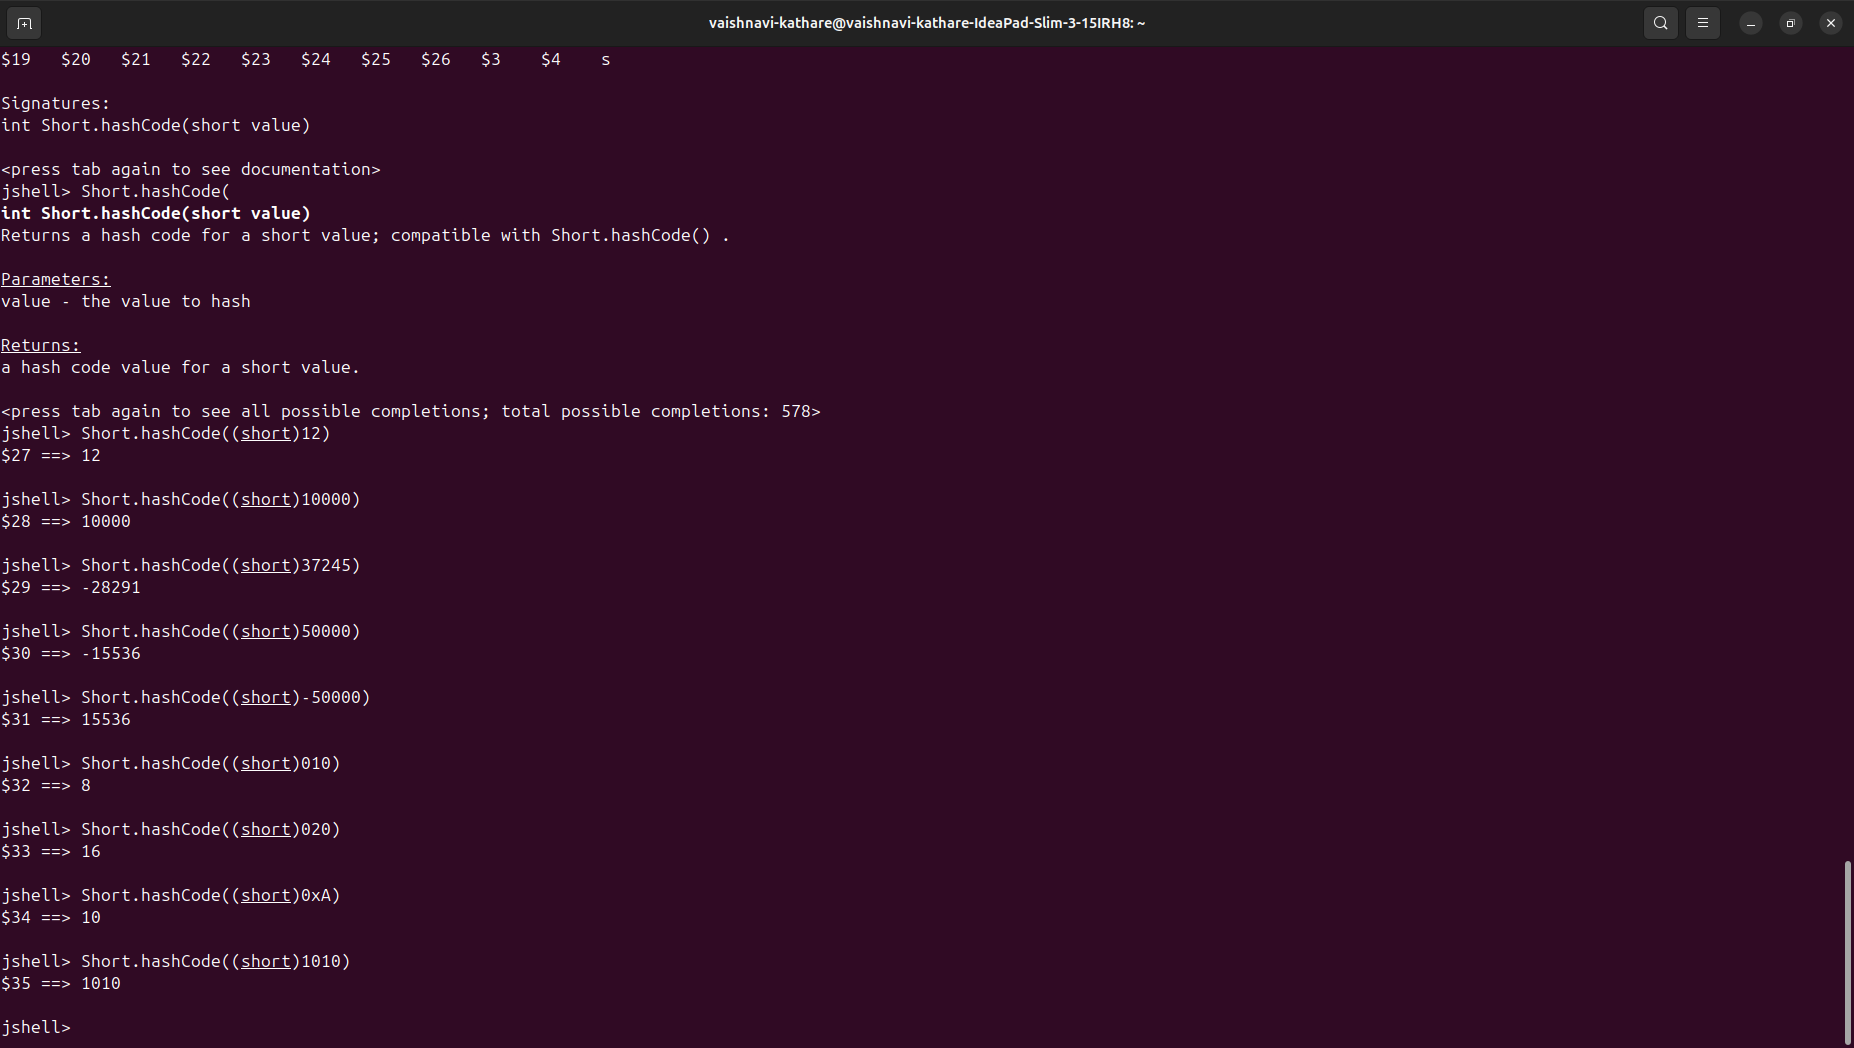 vaishnavi-kathare@vaishnavi-kathare-IdeaPad-Slim-3-15IRH8: ~
$19   $20   $21   $22   $23   $24   $25   $26   $3    $4    s
Signatures:
int Short.hashCode(short value)
<press tab again to see documentation>
jshell> Short.hashCode(
int Short.hashCode(short value)
Returns a hash code for a short value; compatible with Short.hashCode() .
Parameters:
value - the value to hash
Returns:
a hash code value for a short value.
<press tab again to see all possible completions; total possible completions: 578>
jshell> Short.hashCode((short)12)
$27 ==> 12
jshell> Short.hashCode((short)10000)
$28 ==> 10000
jshell> Short.hashCode((short)37245)
$29 ==> -28291
jshell> Short.hashCode((short)50000)
$30 ==> -15536
jshell> Short.hashCode((short)-50000)
$31 ==> 15536
jshell> Short.hashCode((short)010)
$32 ==> 8
jshell> Short.hashCode((short)020)
$33 ==> 16
jshell> Short.hashCode((short)0xA)
$34 ==> 10
jshell> Short.hashCode((short)1010)
$35 ==> 1010
jshell>